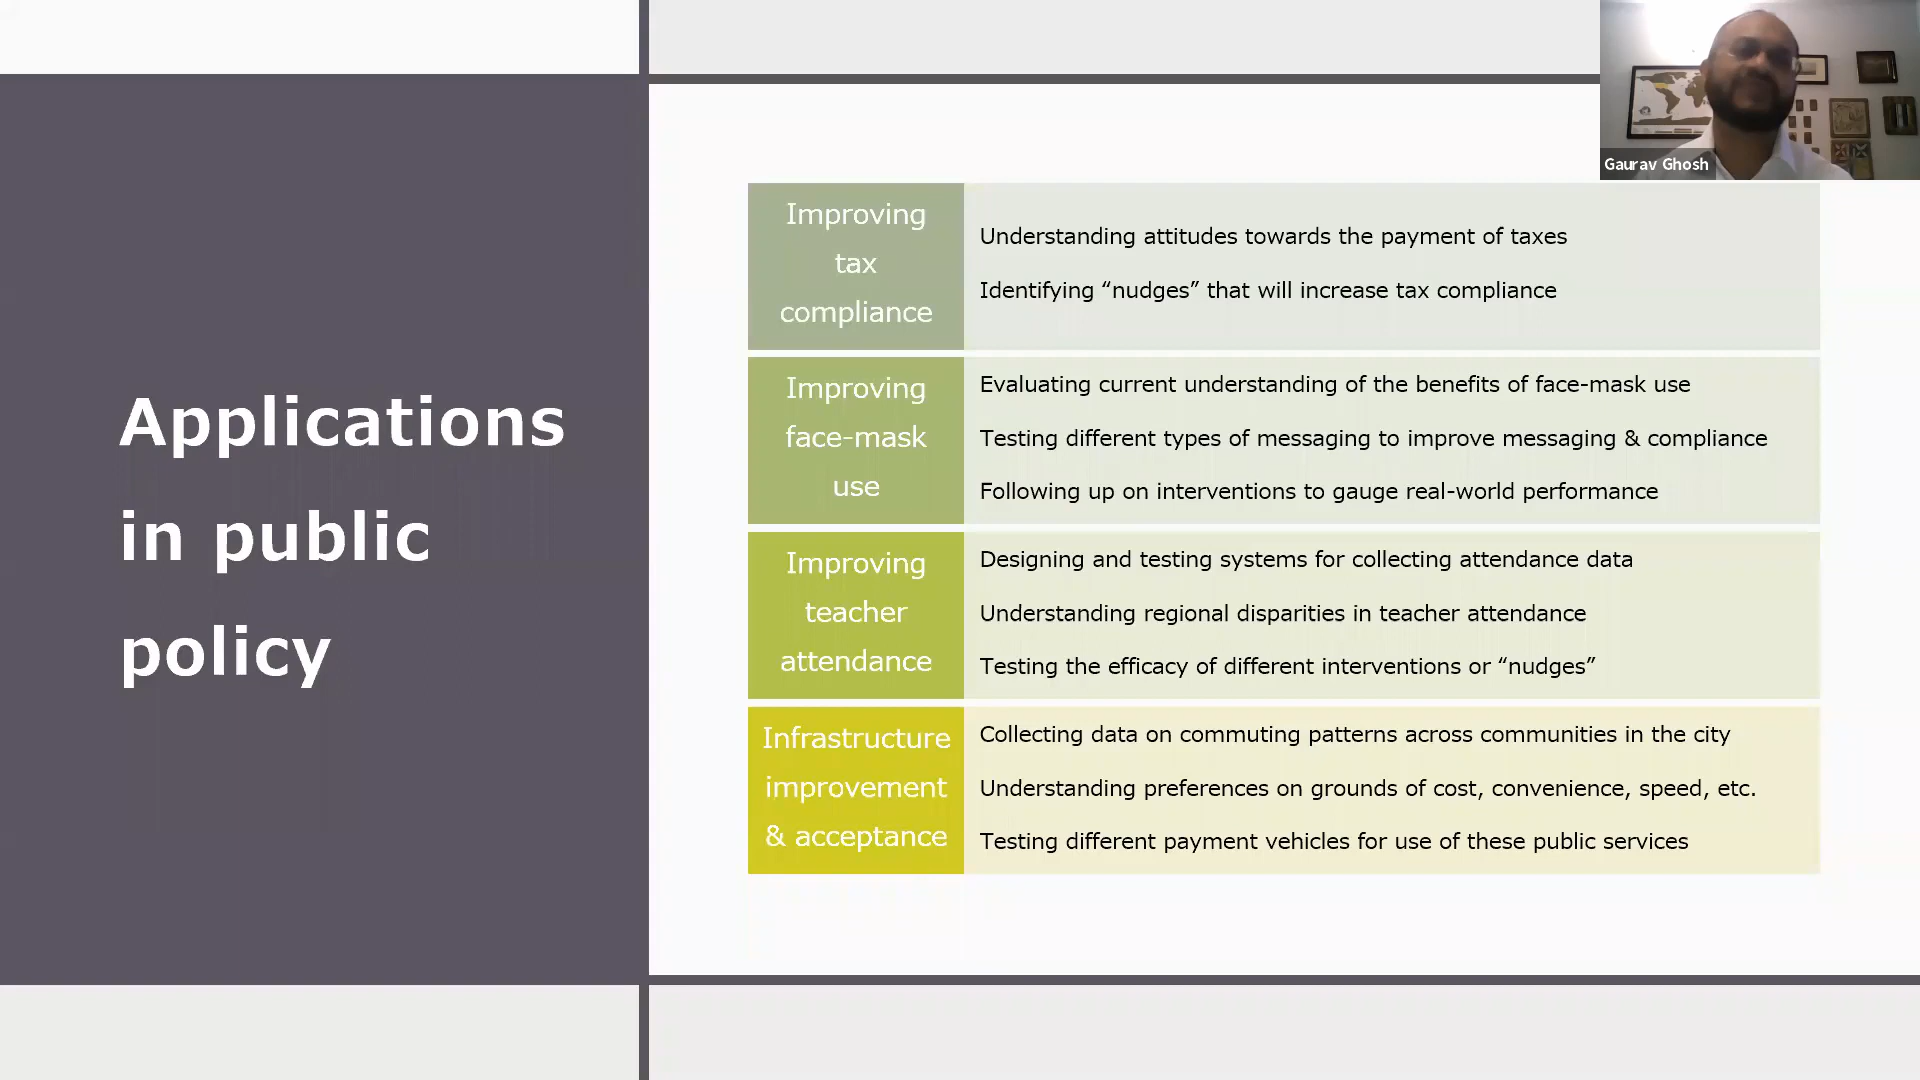 Gaurav Ghosh
Applications
in public
policy
Improving
tax
compliance
Understanding attitudes towards the payment of taxes
Identifying “nudges” that will increase tax compliance
Improving
face-mask
use
Evaluating current understanding of the benefits of face-mask use
Testing different types of messaging to improve messaging & compliance
Following up on interventions to gauge real-world performance
Improving
teacher
attendance
Designing and testing systems for collecting attendance data
Understanding regional disparities in teacher attendance
Testing the efficacy of different interventions or “nudges”
Infrastructure
improvement
& acceptance
Collecting data on commuting patterns across communities in the city
Understanding preferences on grounds of cost, convenience, speed, etc.
Testing different payment vehicles for use of these public services